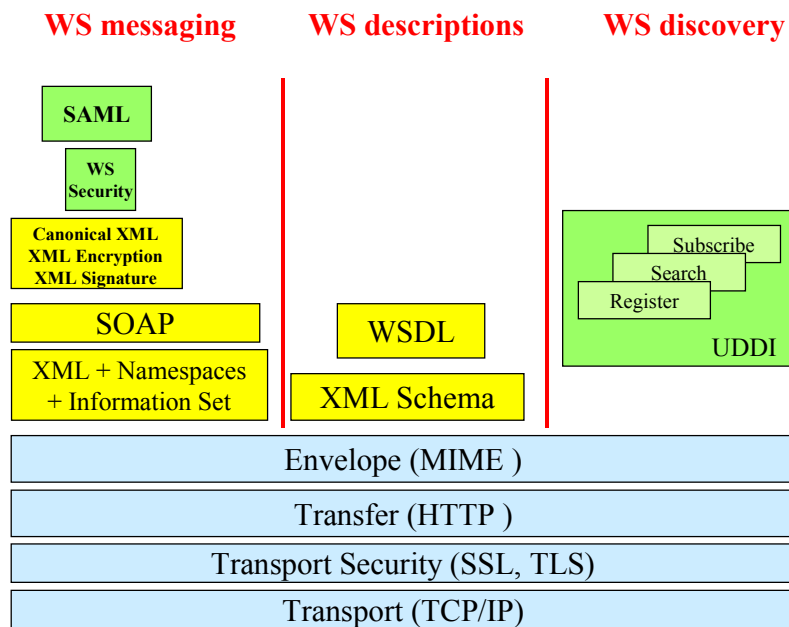 WS messaging
WS descriptions
WS discovery
SAML
WS
Security
Canonical XML
XML Encryption
XML Signature
SOAP
XML + Namespaces
+ Information Set
WSDL
XML Schema
Subscribe
Search
Register
UDDI
Envelope (MIME )
Transfer (HTTP )
Transport Security (SSL, TLS)
Transport (TCP/IP)